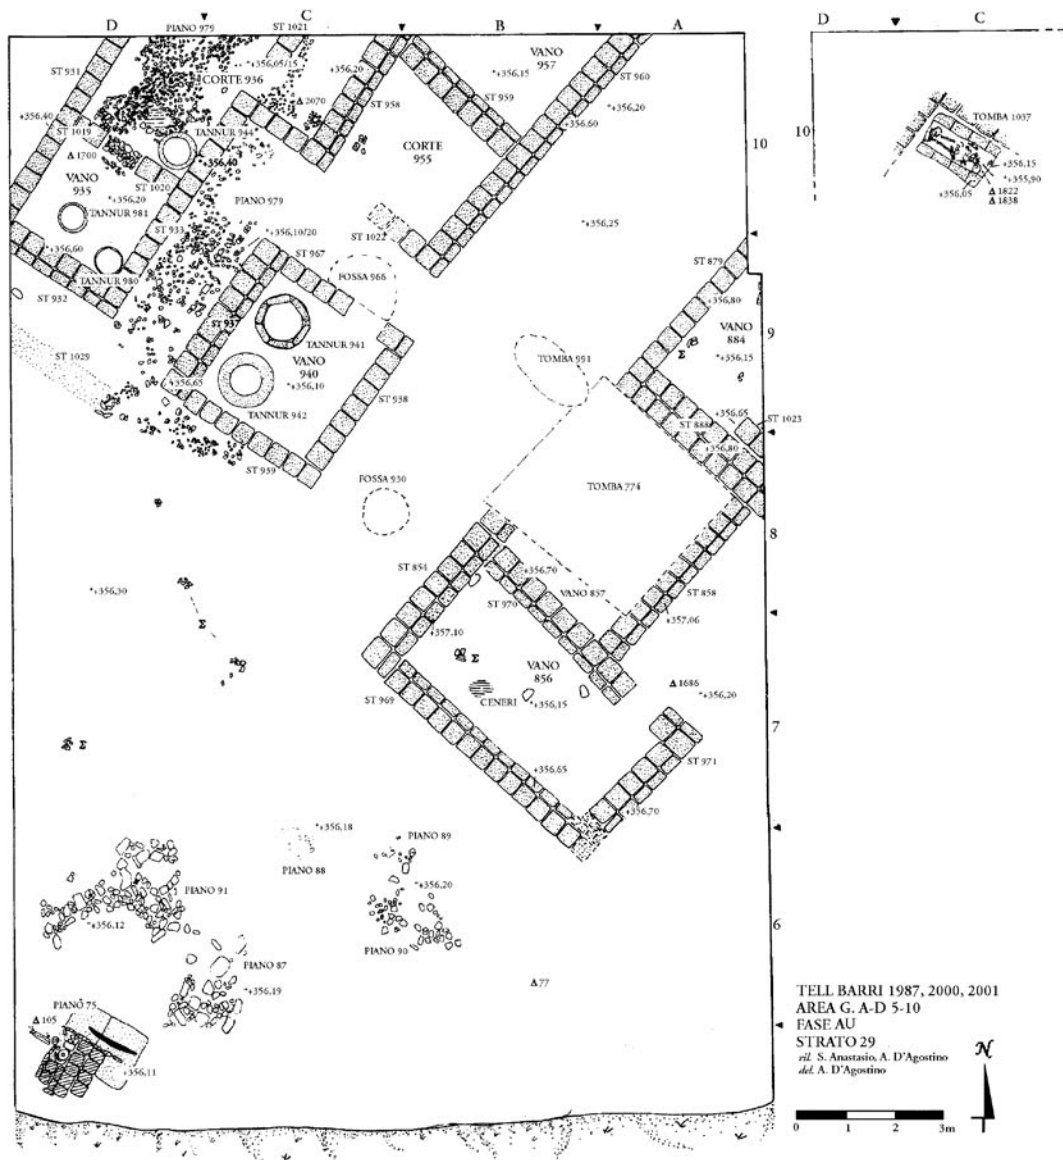 D C B A
D C
PIANO 979
ST 1021
*+356,05/15
ST 931
CORTE 936
+356,20
VANO
957
*+356,15
ST 960
ST 958
ST 959
*+356,20
Δ2070
+356,40
ST 1019
TANNUR 944
+356,60
Δ1700
+356,40
CORTE
955
10
10
TOMBA 1037
+356,15
*+355,90
+356,05
Δ1822
Δ1838
VANO
935
ST 1020
*+356,20
TANNUR 981
PIANO 979
ST 933
*+356,10/20
ST 1022
*+356,25
*+356,60
ST 967
TANNUR 980
FOSSA 966
ST 879
ST 932
+356,80
ST 937
VANO
884
9
TANNUR 941
Σ
*+356,15
ST 1029
VANO
940
TOMBA 991
*+356,10
+356,65
ST 938
TANNUR 942
+356,65
ST 1023
ST 888
+356,80
ST 939
FOSSA 930
TOMBA 774
8
ST 854
+356,70
*+356,30
ST 970
VANO 857
ST 858
+357,06
Σ
+357,10
Σ
VANO
856
Δ1686
*+356,20
ST 969
CENERI
*+356,15
7
Σ
ST 971
+356,65
+356,70
*+356,18
PIANO 89
PIANO 88
*+356,20
PIANO 91
*+356,12
6
PIANO 90
PIANO 87
*+356,19
Δ77
PIANO 75
Δ105
+356,11
TELL BARRI 1987, 2000, 2001
AREA G. A-D 5-10
FASE AU
STRATO 29
ril. S. Anastasio, A. D'Agostino
del. A. D'Agostino
N
0 1 2 3m